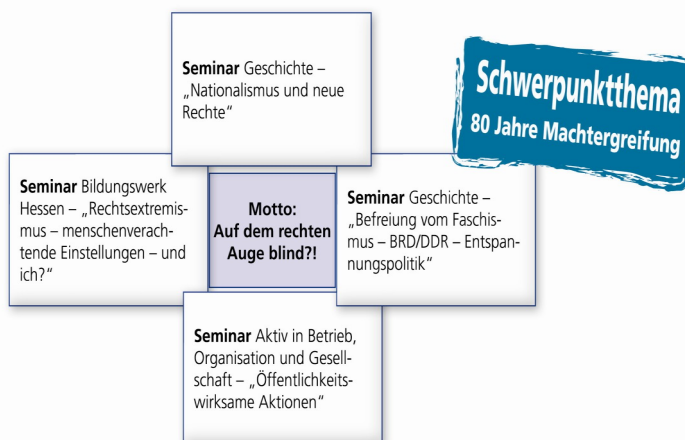 Seminar Geschichte –
„Nationalismus und neue
Rechte“
Schwerpunktthema
80 Jahre Machtergreifung
Seminar Bildungswerk
Hessen – „Rechtsextremis-
mus – menschenverach-
tende Einstellungen – und
ich?“
Motto:
Auf dem rechten
Auge blind?!
Seminar Geschichte –
„Befreiung vom Faschis-
mus – BRD/DDR – Entspan-
nungspolitik“
Seminar Aktiv in Betrieb,
Organisation und Gesell-
schaft – „Öffentlichkeits-
wirksame Aktionen“